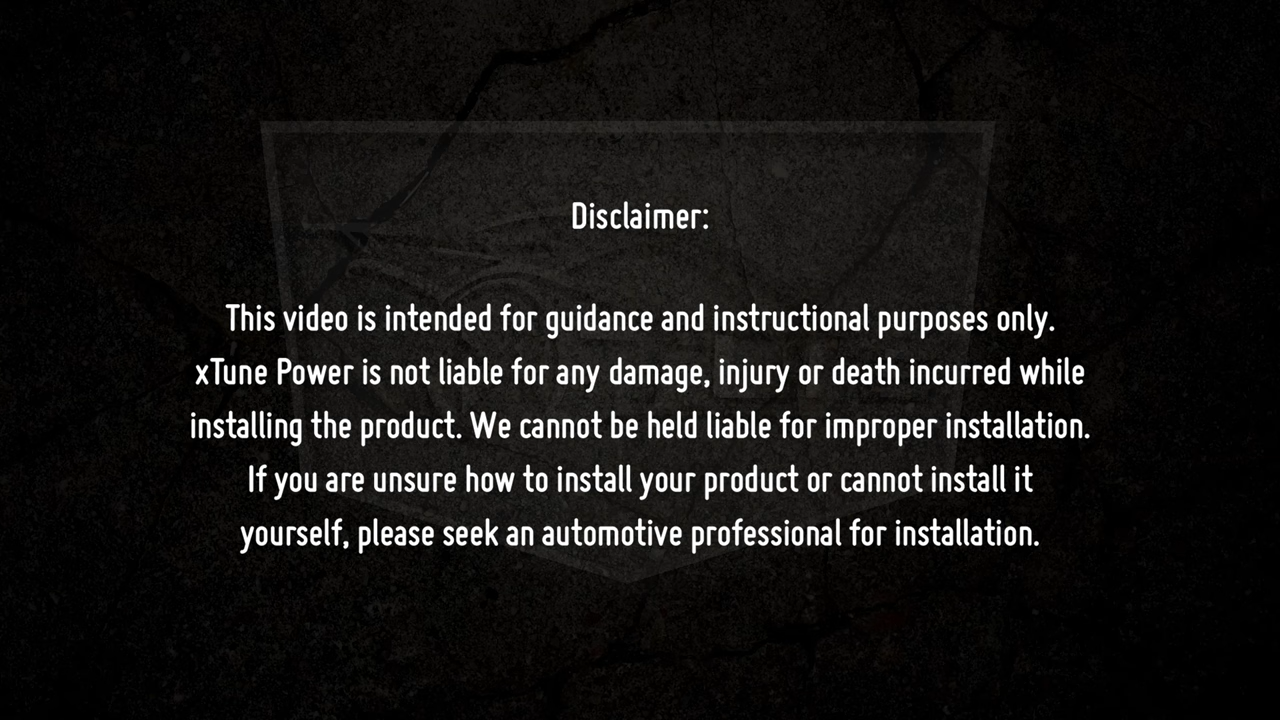 Disclaimer:
This video is intended for guidance and instructional purposes only.
xTune Power is not liable for any damage, injury or death incurred while
installing the product. We cannot be held liable for improper installation.
If you are unsure how to install your product or cannot install it
yourself, please seek an automotive professional for installation.